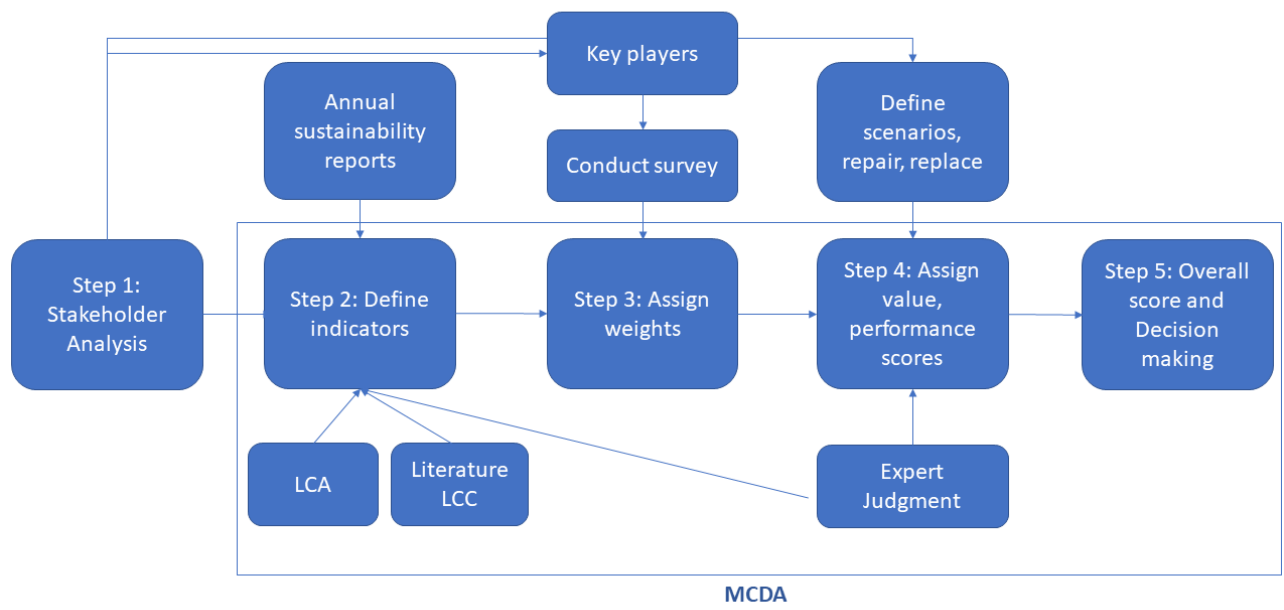 Key players
Annual
sustainability
reports
Define
scenarios,
repair, replace
Conduct survey
Step 1:
Stakeholder
Analysis
Step 2: Define
indicators
Step 3: Assign
weights
Step 4: Assign
value,
performance
scores
Step 5: Overall
score and
Decision
making
LCA
Literature
LCC
Expert
Judgment
MCDA